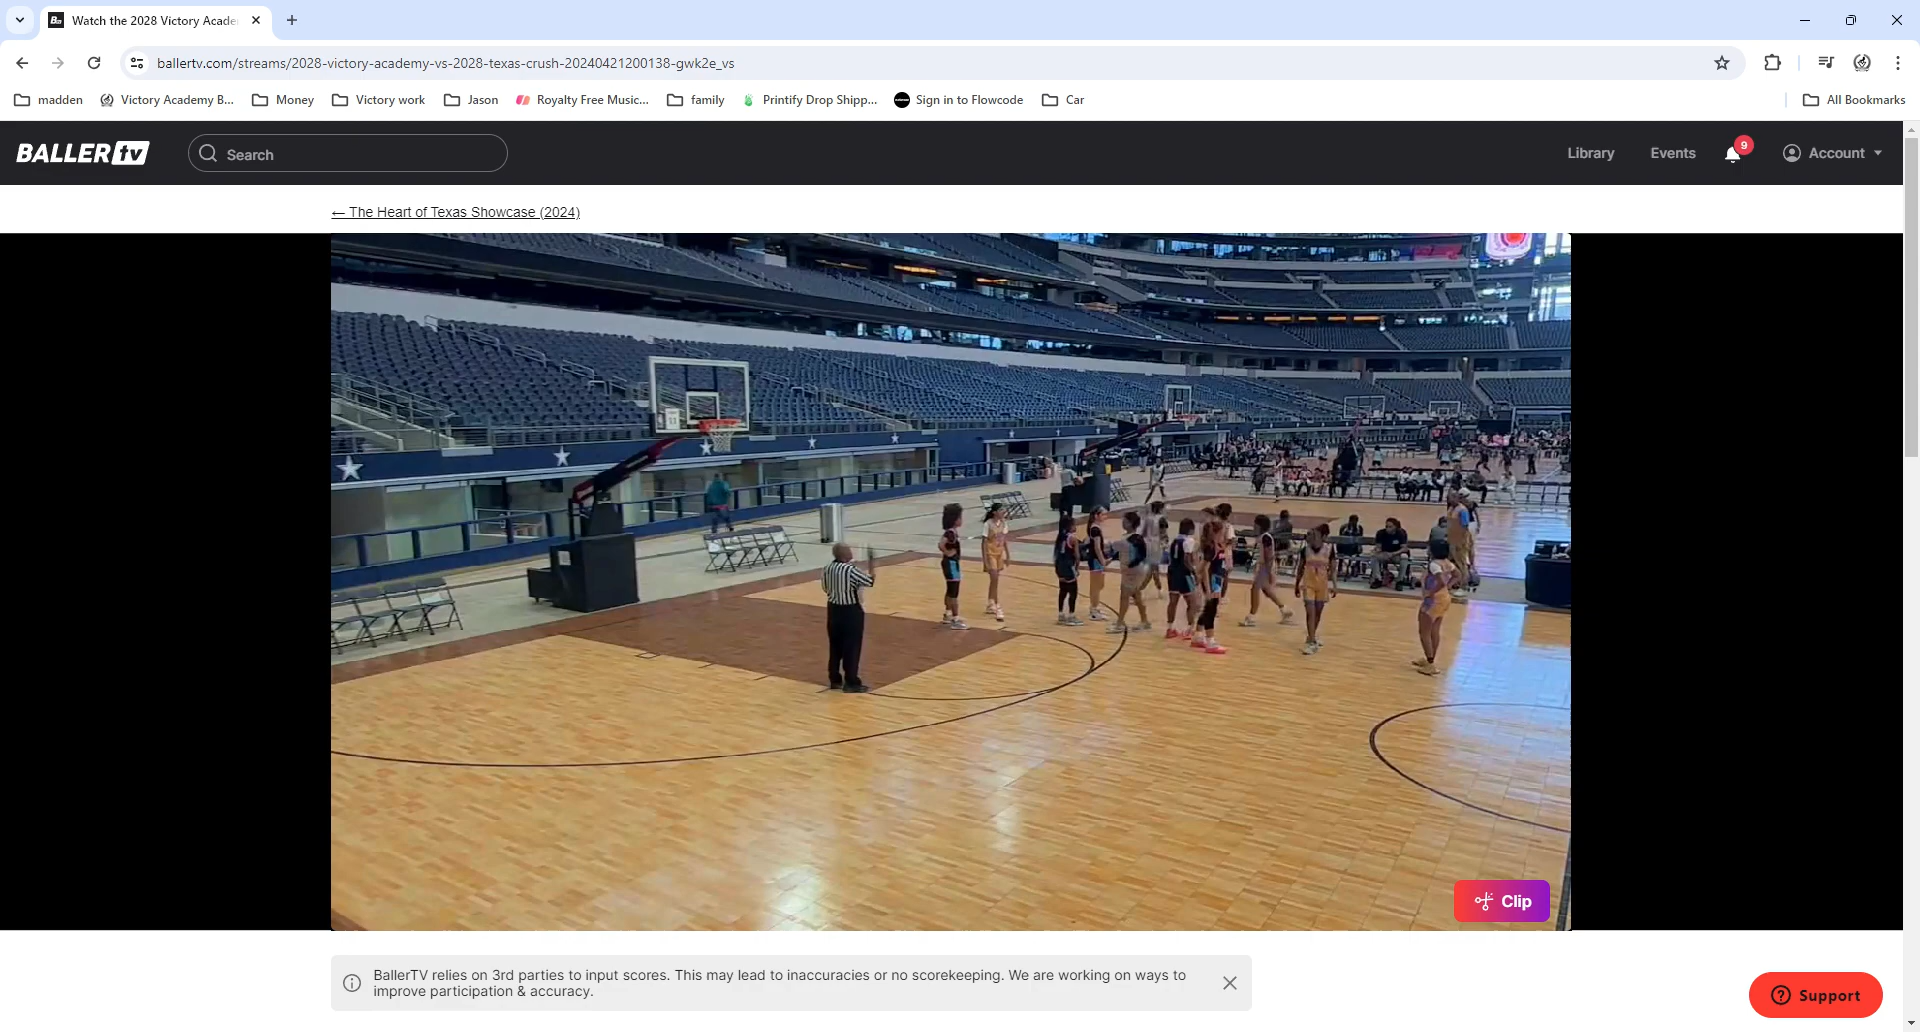 Watch the 2028 Victory Acade
ballertv.com/streams/2028-victory-academy-vs-2028-texas-crush-20240421200138-gwk2e_vs
madden
Victory Academy B...
Money
Victory work
Jason
Royalty Free Music...
family
Printify Drop Shipp...
Sign in to Flowcode
Car
All Bookmarks
BALLER tv
Search
Library
Events
9
Account
← The Heart of Texas Showcase (2024)
Clip
BallerTV relies on 3rd parties to input scores. This may lead to inaccuracies or no scorekeeping. We are working on ways to
improve participation & accuracy.
Support